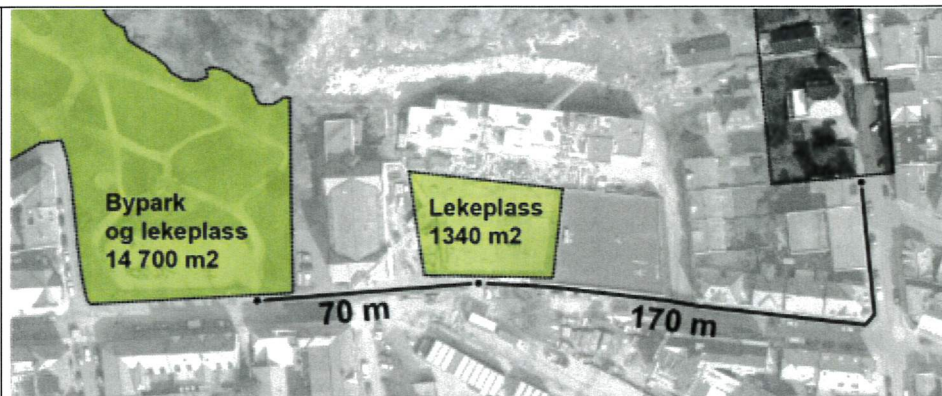 Bypark
og lekeplass
14 700 m2
Lekeplass
1340 m2
70 m
170 m